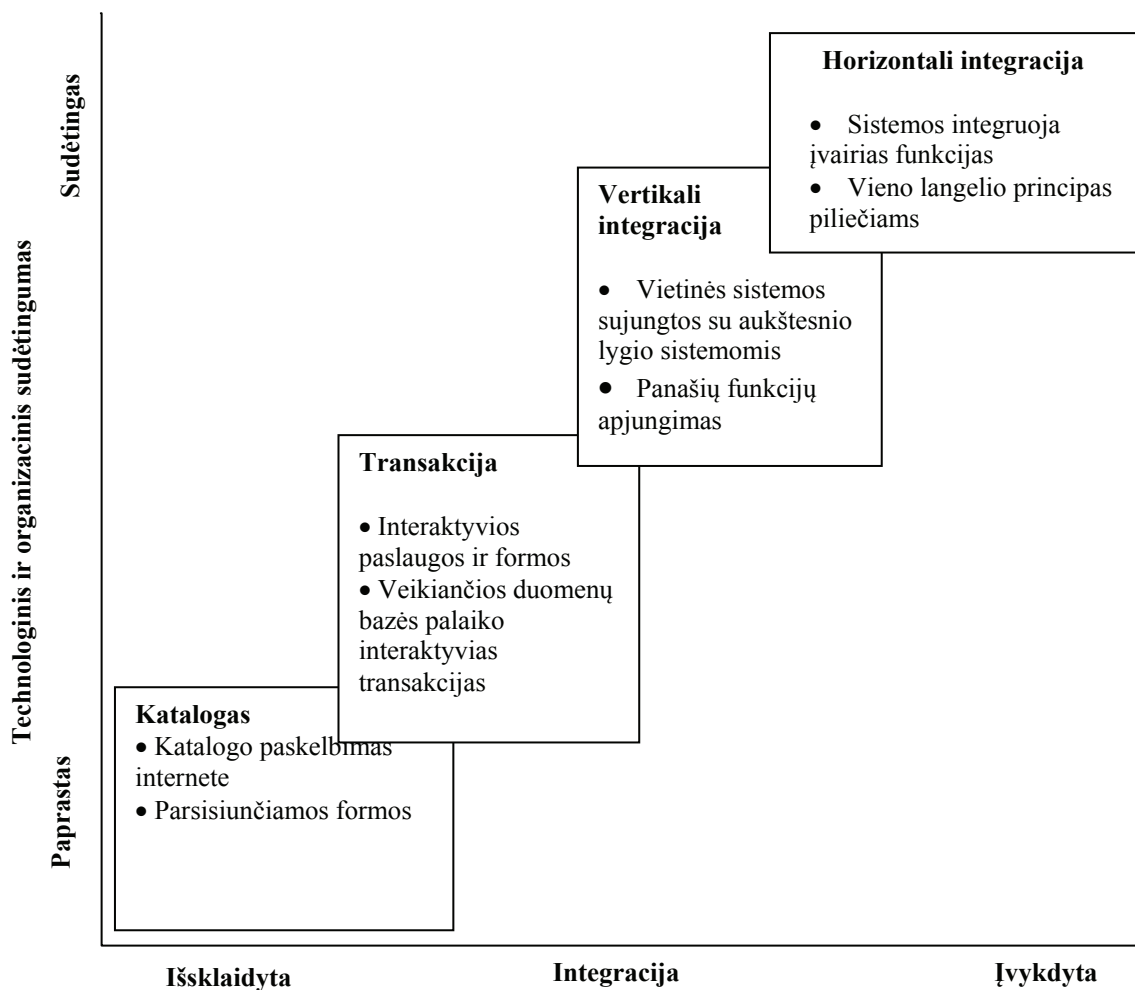 Technologinis ir organizacinis sudėtingumas
Sudėtingas
Paprastas
Horizontali integracija
• Sistemos integruoja
įvairias funkcijas
• Vieno langelio principas
piliečiams
Vertikali
integracija
• Vietinės sistemos
sujungtos su aukštesnio
lygio sistemomis
• Panašių funkcijų
apjungimas
Transakcija
• Interaktyvios
paslaugos ir formos
• Veikiančios duomenų
bazės palaiko
interaktyvias
transakcijas
Katalogas
• Katalogo paskelbimas
internete
• Parsisiunčiamos formos
Išsklaidyta
Integracija
Įvykdyta